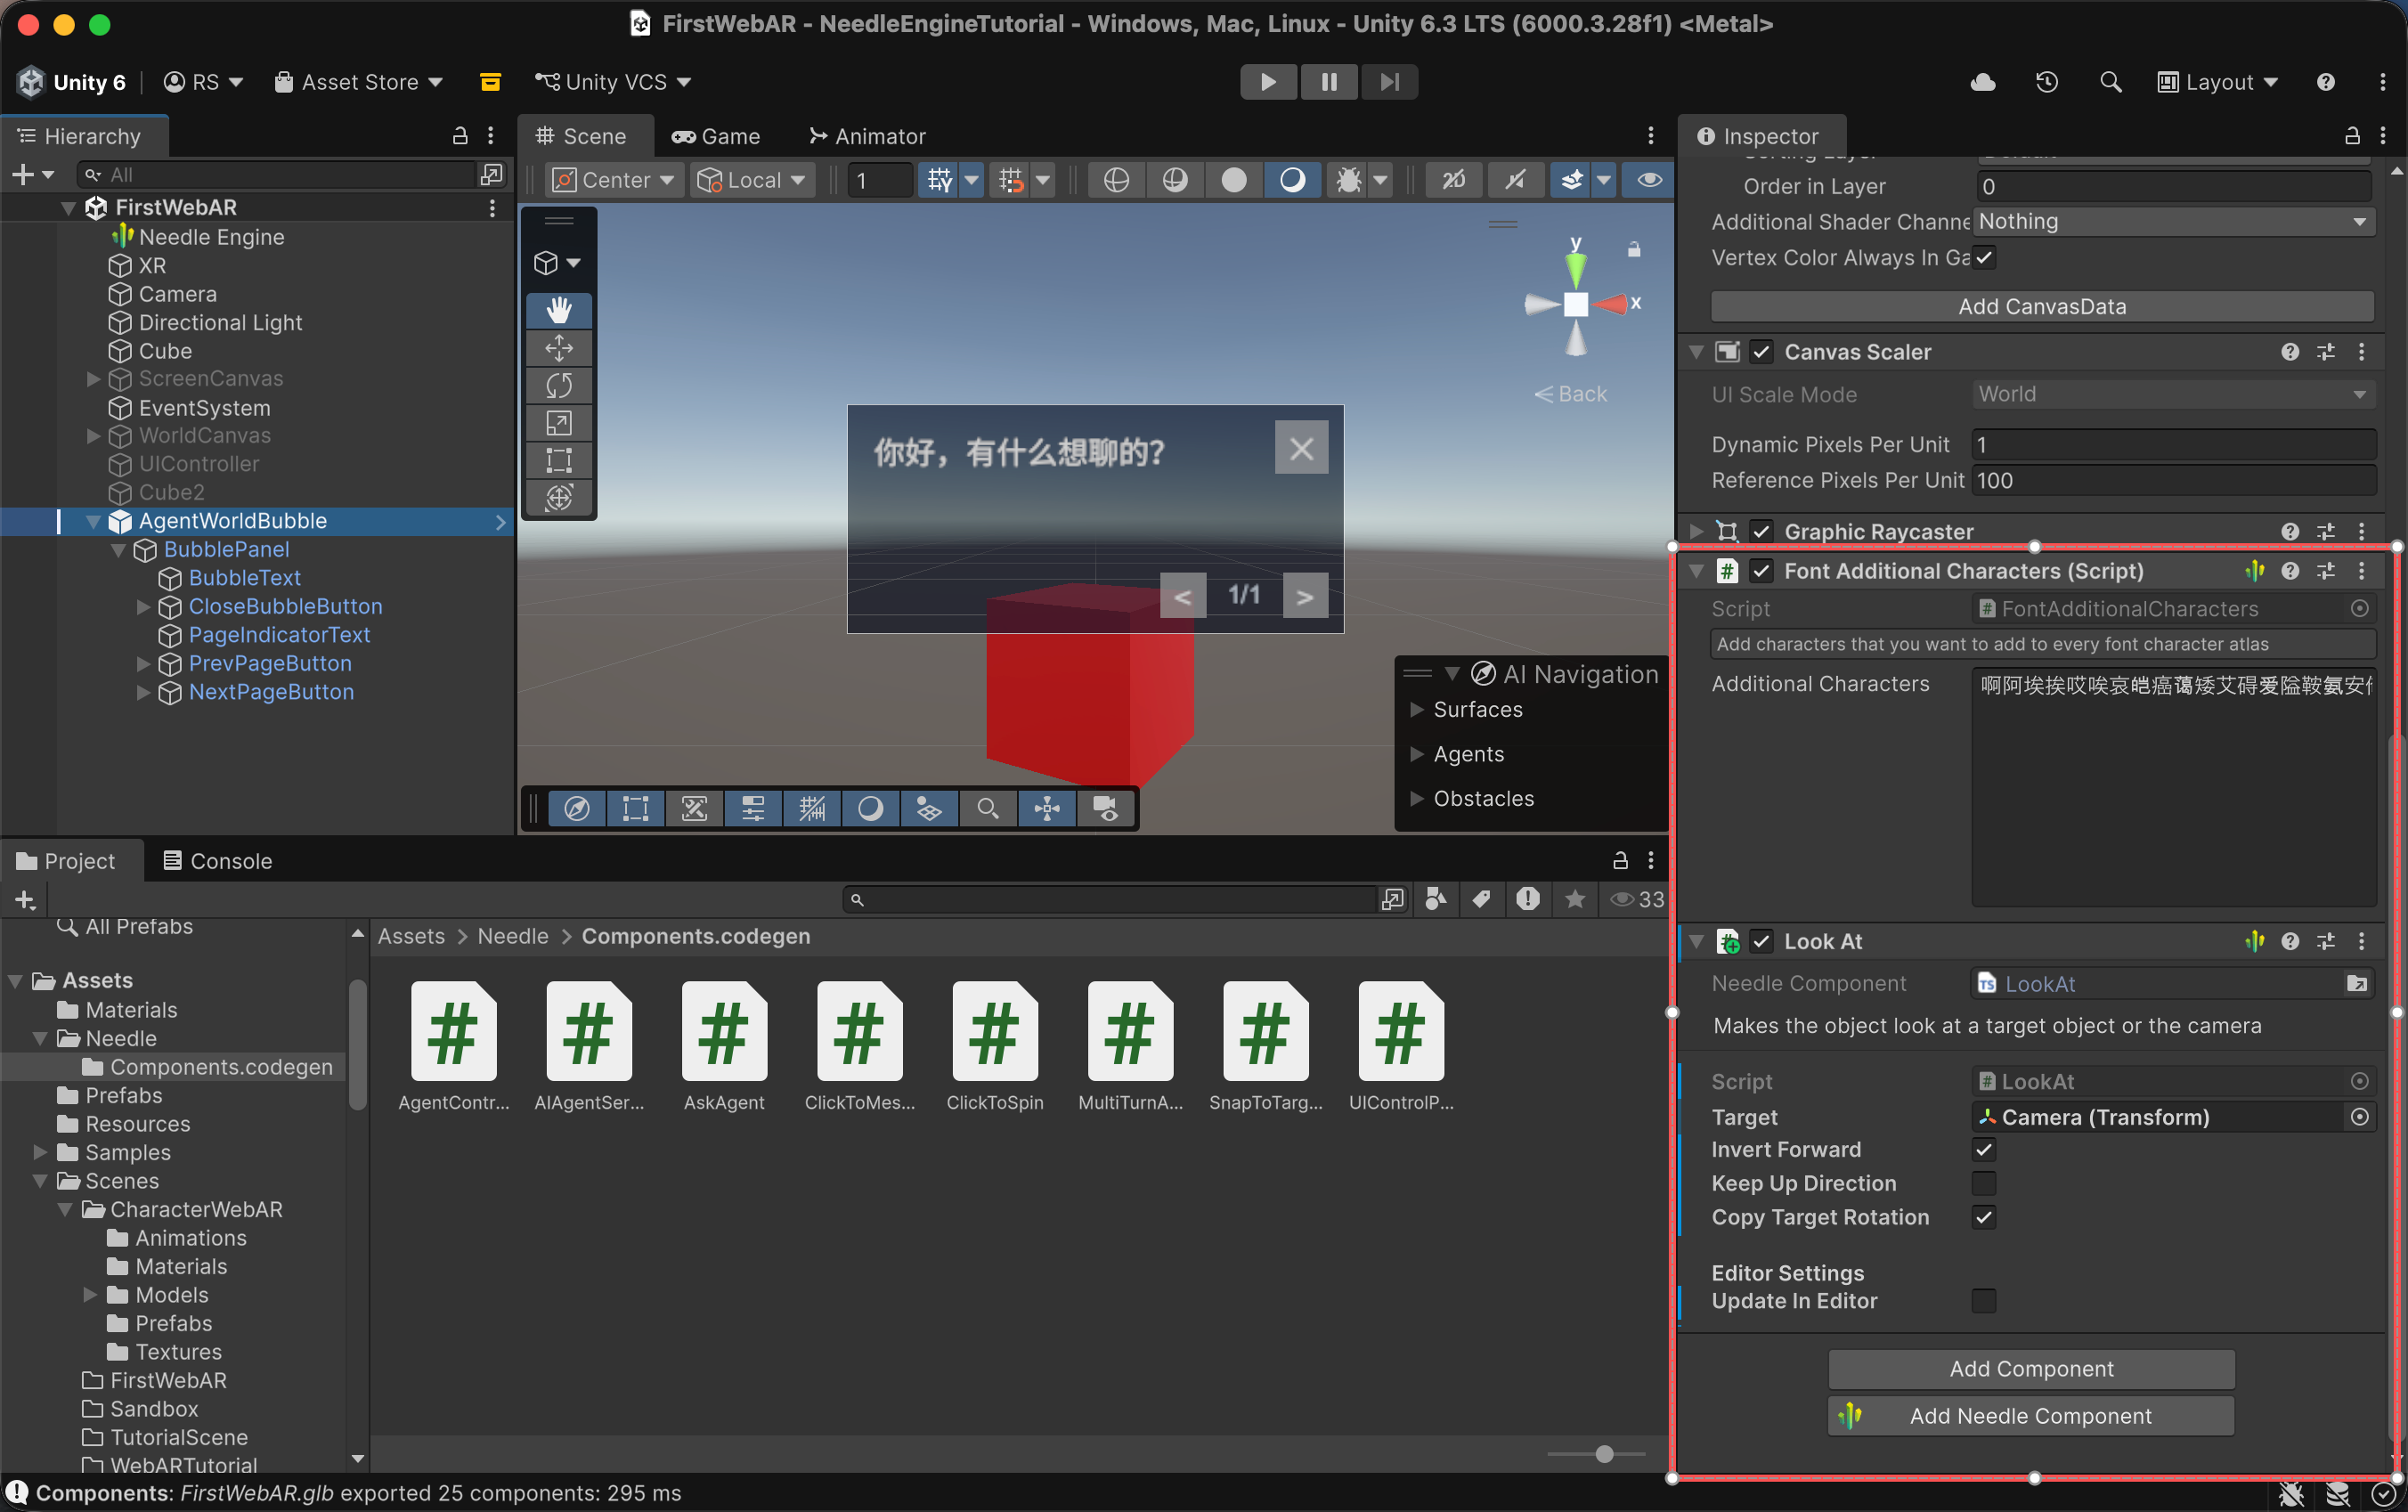 FirstWebAR - NeedleEngineTutorial - Windows, Mac, Linux - Unity 6.3 LTS (6000.3.28f1) <Metal>
Unity 6
RS
Asset Store
Unity VCS
Layout
Hierarchy
All
FirstWebAR
Needle Engine
XR
Camera
Directional Light
Cube
ScreenCanvas
EventSystem
WorldCanvas
UIController
Cube2
AgentWorldBubble
BubblePanel
BubbleText
CloseBubbleButton
PageIndicatorText
PrevPageButton
NextPageButton
Scene
Game
Animator
Center
Local
1
2D
y
x
Back
你好，有什么想聊的？
< 1/1 >
AI Navigation
Surfaces
Agents
Obstacles
Inspector
Order in Layer
0
Additional Shader Channe
Nothing
Vertex Color Always In Ga
Add CanvasData
Canvas Scaler
UI Scale Mode
World
Dynamic Pixels Per Unit
1
Reference Pixels Per Unit
100
Graphic Raycaster
Font Additional Characters (Script)
Script
FontAdditionalCharacters
Add characters that you want to add to every font character atlas
Additional Characters
啊阿埃挨哎唉哀皑癌蔼矮艾碍爱隘鞍氨安
Look At
Needle Component
TS LookAt
Makes the object look at a target object or the camera
Script
LookAt
Target
Camera (Transform)
Invert Forward
Keep Up Direction
Copy Target Rotation
Editor Settings
Update In Editor
Add Component
Add Needle Component
Project
Console
33
All Prefabs
Assets
Materials
Needle
Components.codegen
Prefabs
Resources
Samples
Scenes
CharacterWebAR
Animations
Materials
Models
Prefabs
Textures
FirstWebAR
Sandbox
TutorialScene
WebARTutorial
Assets > Needle > Components.codegen
AgentContr...
AIAgentSer...
AskAgent
ClickToMes...
ClickToSpin
MultiTurnA...
SnapToTarg...
UIControlP...
Components: FirstWebAR.glb exported 25 components: 295 ms